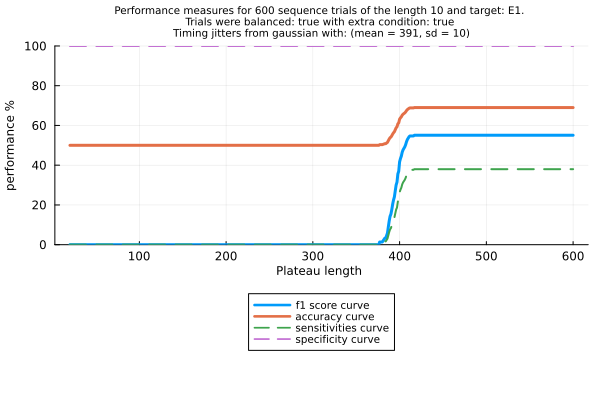 Performance measures for 600 sequence trials of the length 10 and target: E1.
Trials were balanced: true with extra condition: true
Timing jitters from gaussian with: (mean = 391, sd = 10)
100
80
60
40
20
0
performance %
100 200 300 400 500 600
Plateau length
f1 score curve
accuracy curve
sensitivities curve
specificity curve